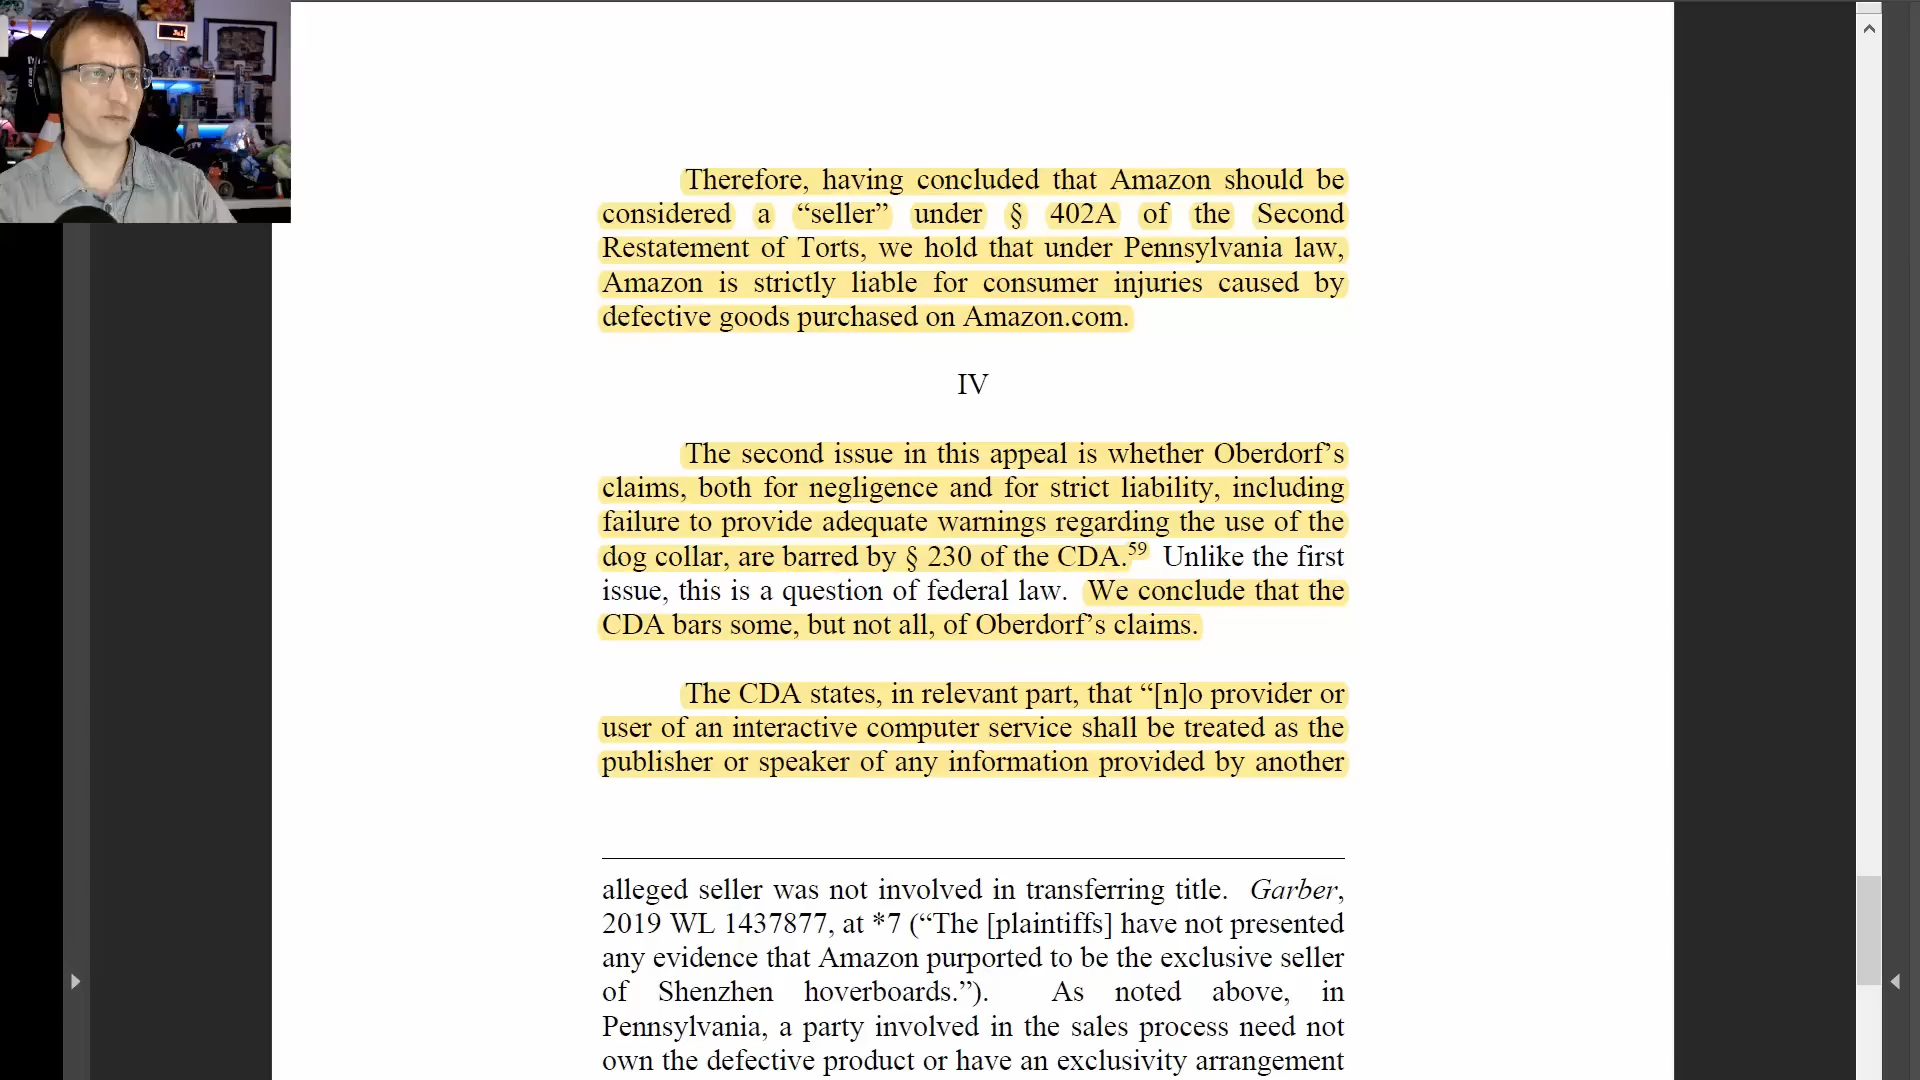 Therefore, having concluded that Amazon should be
considered a “seller” under § 402A of the Second
Restatement of Torts, we hold that under Pennsylvania law,
Amazon is strictly liable for consumer injuries caused by
defective goods purchased on Amazon.com.
IV
The second issue in this appeal is whether Oberdorf’s
claims, both for negligence and for strict liability, including
failure to provide adequate warnings regarding the use of the
dog collar, are barred by § 230 of the CDA.59 Unlike the first
issue, this is a question of federal law. We conclude that the
CDA bars some, but not all, of Oberdorf’s claims.
The CDA states, in relevant part, that “[n]o provider or
user of an interactive computer service shall be treated as the
publisher or speaker of any information provided by another
alleged seller was not involved in transferring title. Garber,
2019 WL 1437877, at *7 (“The [plaintiffs] have not presented
any evidence that Amazon purported to be the exclusive seller
of Shenzhen hoverboards.”). As noted above, in
Pennsylvania, a party involved in the sales process need not
own the defective product or have an exclusivity arrangement